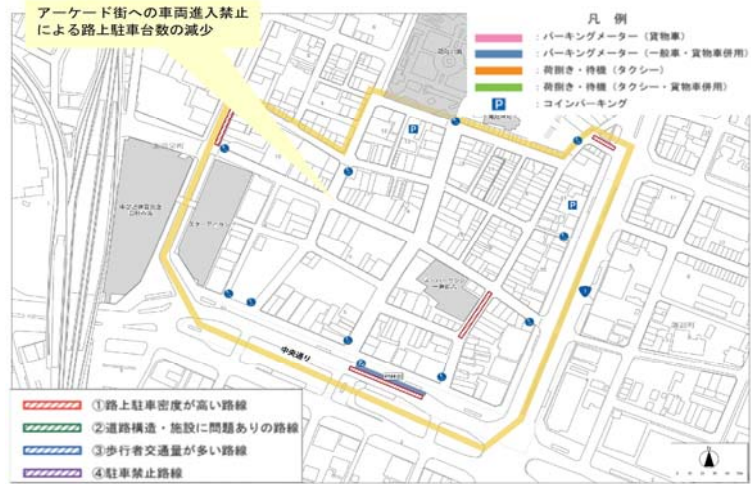 アーケード街への車両進入禁止
による路上駐車台数の減少
凡 例
：パーキングメーター（貨物車）
：パーキングメーター（一般車・貨物車併用）
：荷捌き・待機（タクシー）
：荷捌き・待機（タクシー・貨物車併用）
P ：コインパーキング
P
P
1
中央通り
①路上駐車密度が高い路線
②道路構造・施設に問題ありの路線
③歩行者交通量が多い路線
④駐車禁止路線